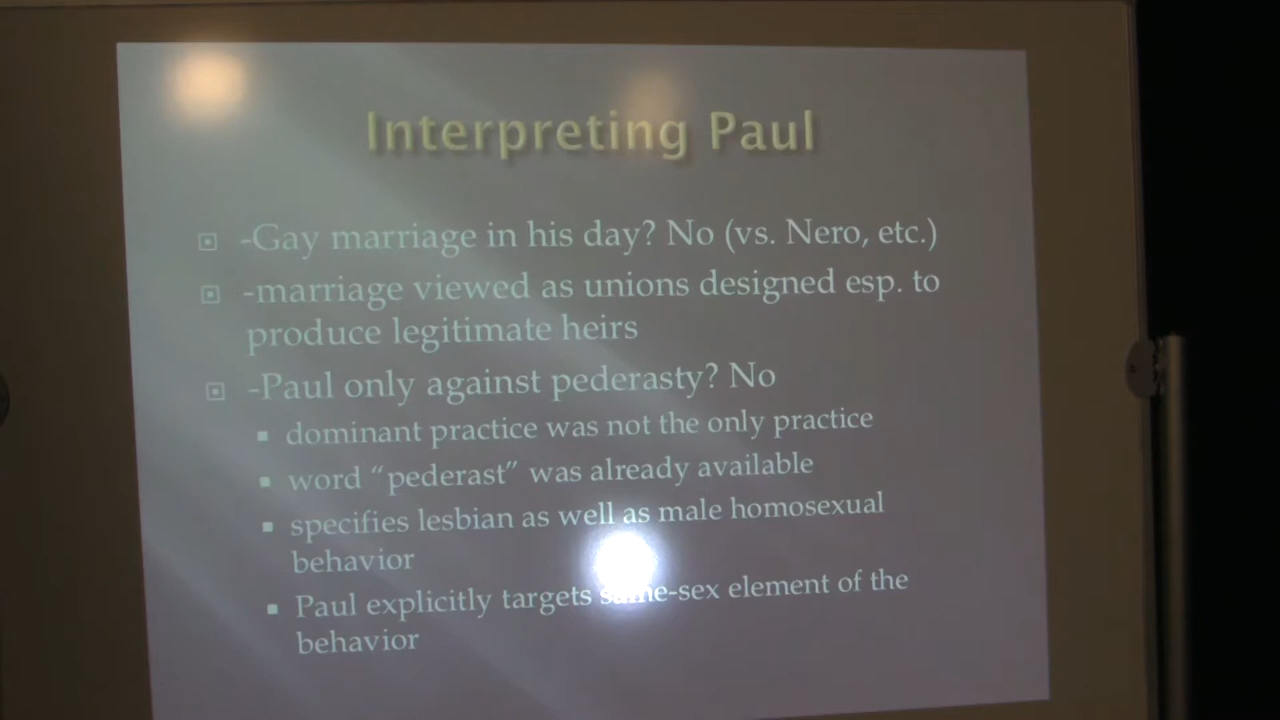 Interpreting Paul
-Gay marriage in his day? No (vs. Nero, etc.)
-marriage viewed as unions designed esp. to
produce legitimate heirs
-Paul only against pederasty? No
dominant practice was not the only practice
word “pederast” was already available
specifies lesbian as well as male homosexual
behavior
Paul explicitly targets same-sex element of the
behavior